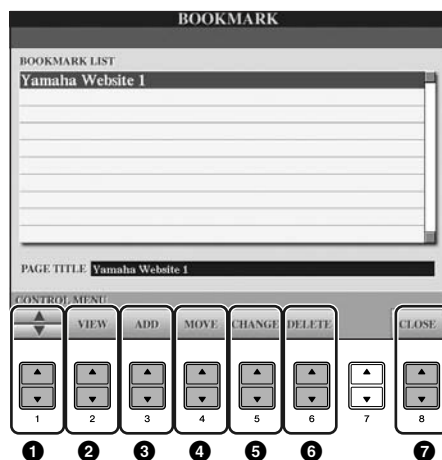 BOOKMARK
BOOKMARK LIST
Yamaha Website 1
PAGE TITLE Yamaha Website 1
CONTROL MENU
VIEW ADD MOVE CHANGE DELETE CLOSE
1 2 3 4 5 6 7 8
1 2 3 4 5 6 7